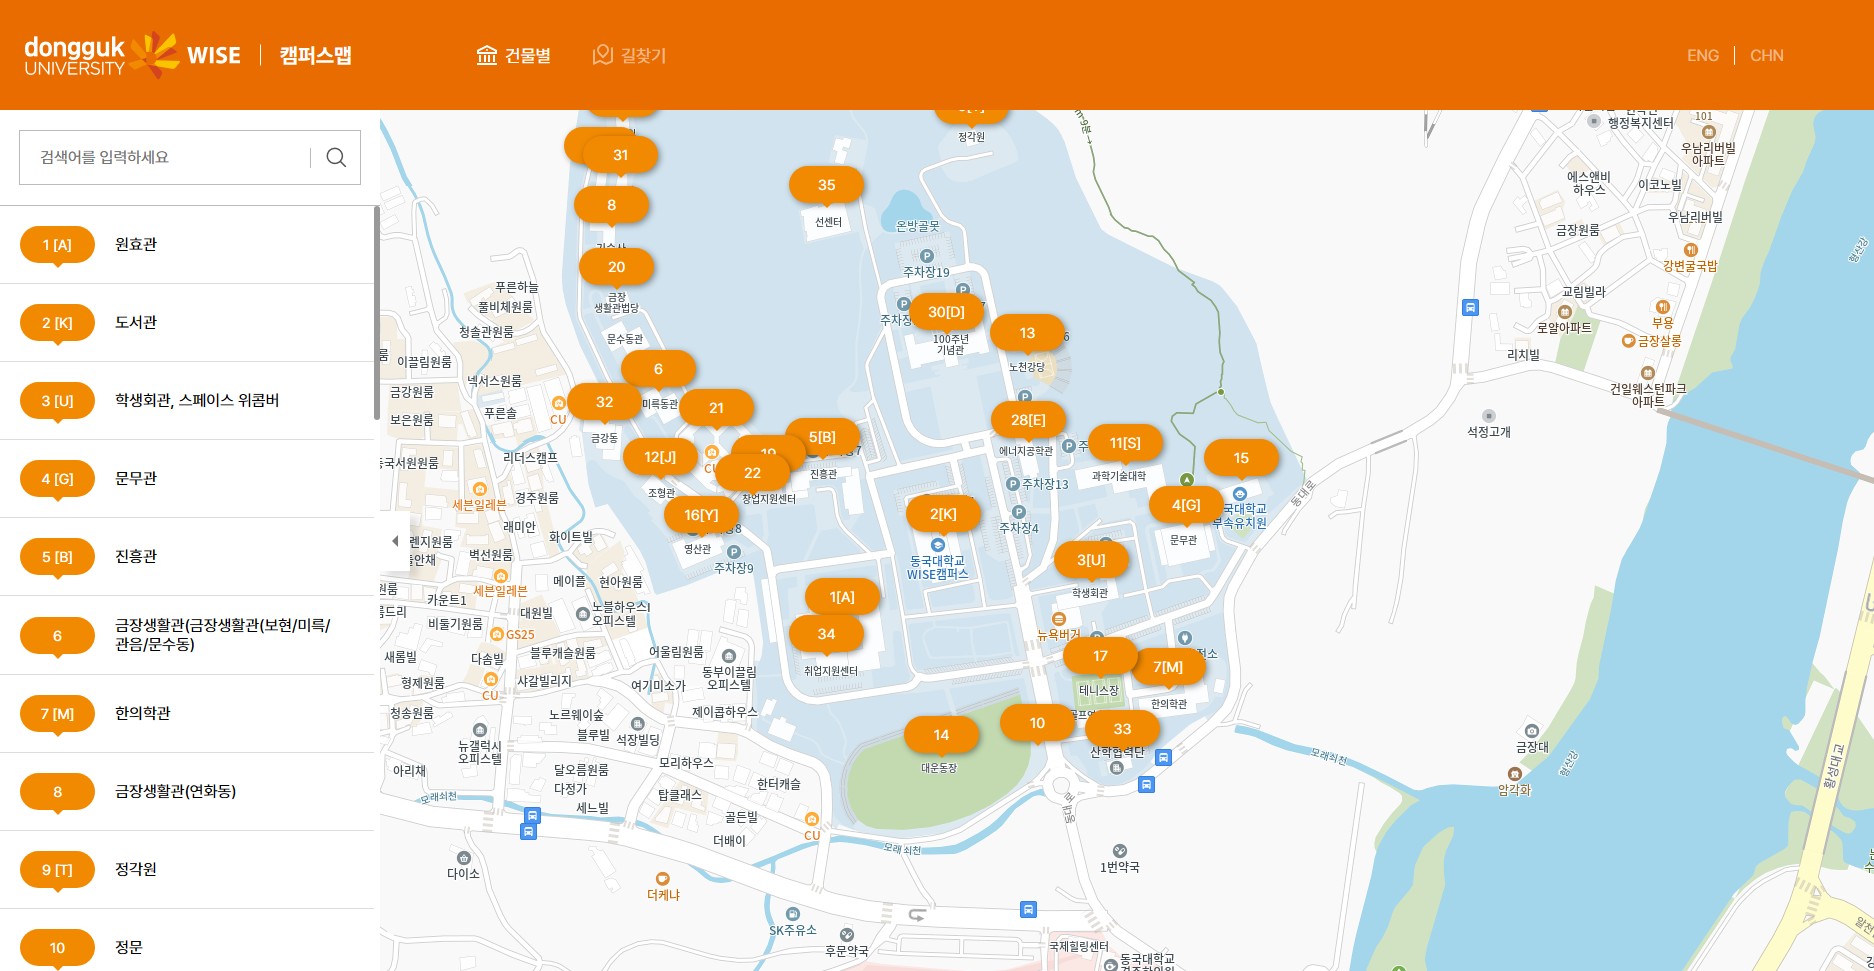 dongguk
UNIVERSITY
WISE
캠퍼스맵
건물별
길찾기
ENG
CHN
검색어를 입력하세요
1 [A] 원효관
2 [K] 도서관
3 [U] 학생회관, 스페이스 위콤버
4 [G] 문무관
5 [B] 진흥관
6 금장생활관(금장생활관(보현/미륵/
관음/문수동)
7 [M] 한의학관
8 금장생활관(연화동)
9 [T] 정각원
10 정문
31
8
20
금장
생활관법당
문수동관
6
미륵동관
32
금강동
21
12[J]
조형관
5[B]
진흥관
19
22
창업지원센터
16[Y]
영산관
주차장9
35
선센터
정각원
온방골못
주차장19
30[D]
100주년
기념관
13
노천강당
28[E]
에너지공학관
11[S]
과학기술대학
15
4[G]
문무관
주차장13
주차장4
2[K]
동국대학교
WISE캠퍼스
3[U]
학생회관
뉴욕버거
1[A]
34
취업지원센터
17
테니스장
7[M]
한의학관
10
33
산학협력단
14
대운동장
푸른하늘
풀비체원룸
청솔관원룸
이끌림원룸
넥서스원룸
금강원룸
푸른솔
보은원룸
CU
리더스캠프
세븐일레븐
경주원룸
래미안
화이트빌
벽선원룸
세븐일레븐
메이플
현아원룸
카운트1
대원빌
노블하우스I
오피스텔
비둘기원룸
GS25
새롬빌
다솜빌
블루캐슬원룸
여울림원룸
동부이끌림
오피스텔
형제원룸
CU
샤갈빌리지
여기미소가
청송원룸
노르웨이숲
제이콥하우스
블루빌
석장빌딩
뉴갤럭시
오피스텔
아리채
달오름원룸
다정가
모리하우스
한터캐슬
탑클래스
세느빌
모래쇠천
골든빌
더배이
CU
모래쇠천
다이소
더케냐
SK주유소
후문약국
1번약국
국제힐링센터
동국대학교
동대로
동대로
행정복지센터
101
우남리버빌
아파트
에스앤비
하우스
이코노빌
우남리버빌
금장원룸
강변굴국밥
교림빌라
부용
로얄아파트
금장살롱
리치빌
건일웨스턴파크
아파트
석정고개
형산강
모래쇠천
금장대
형산강
암각화
황성대교